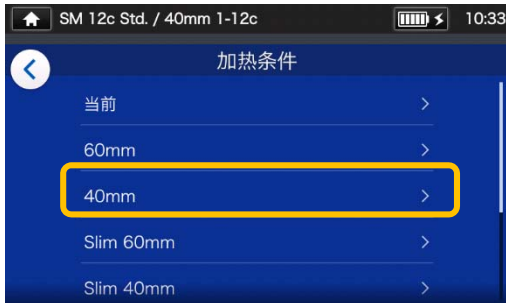 SM 12c Std. / 40mm 1-12c 10:33
加热条件
当前
60mm
40mm
Slim 60mm
Slim 40mm